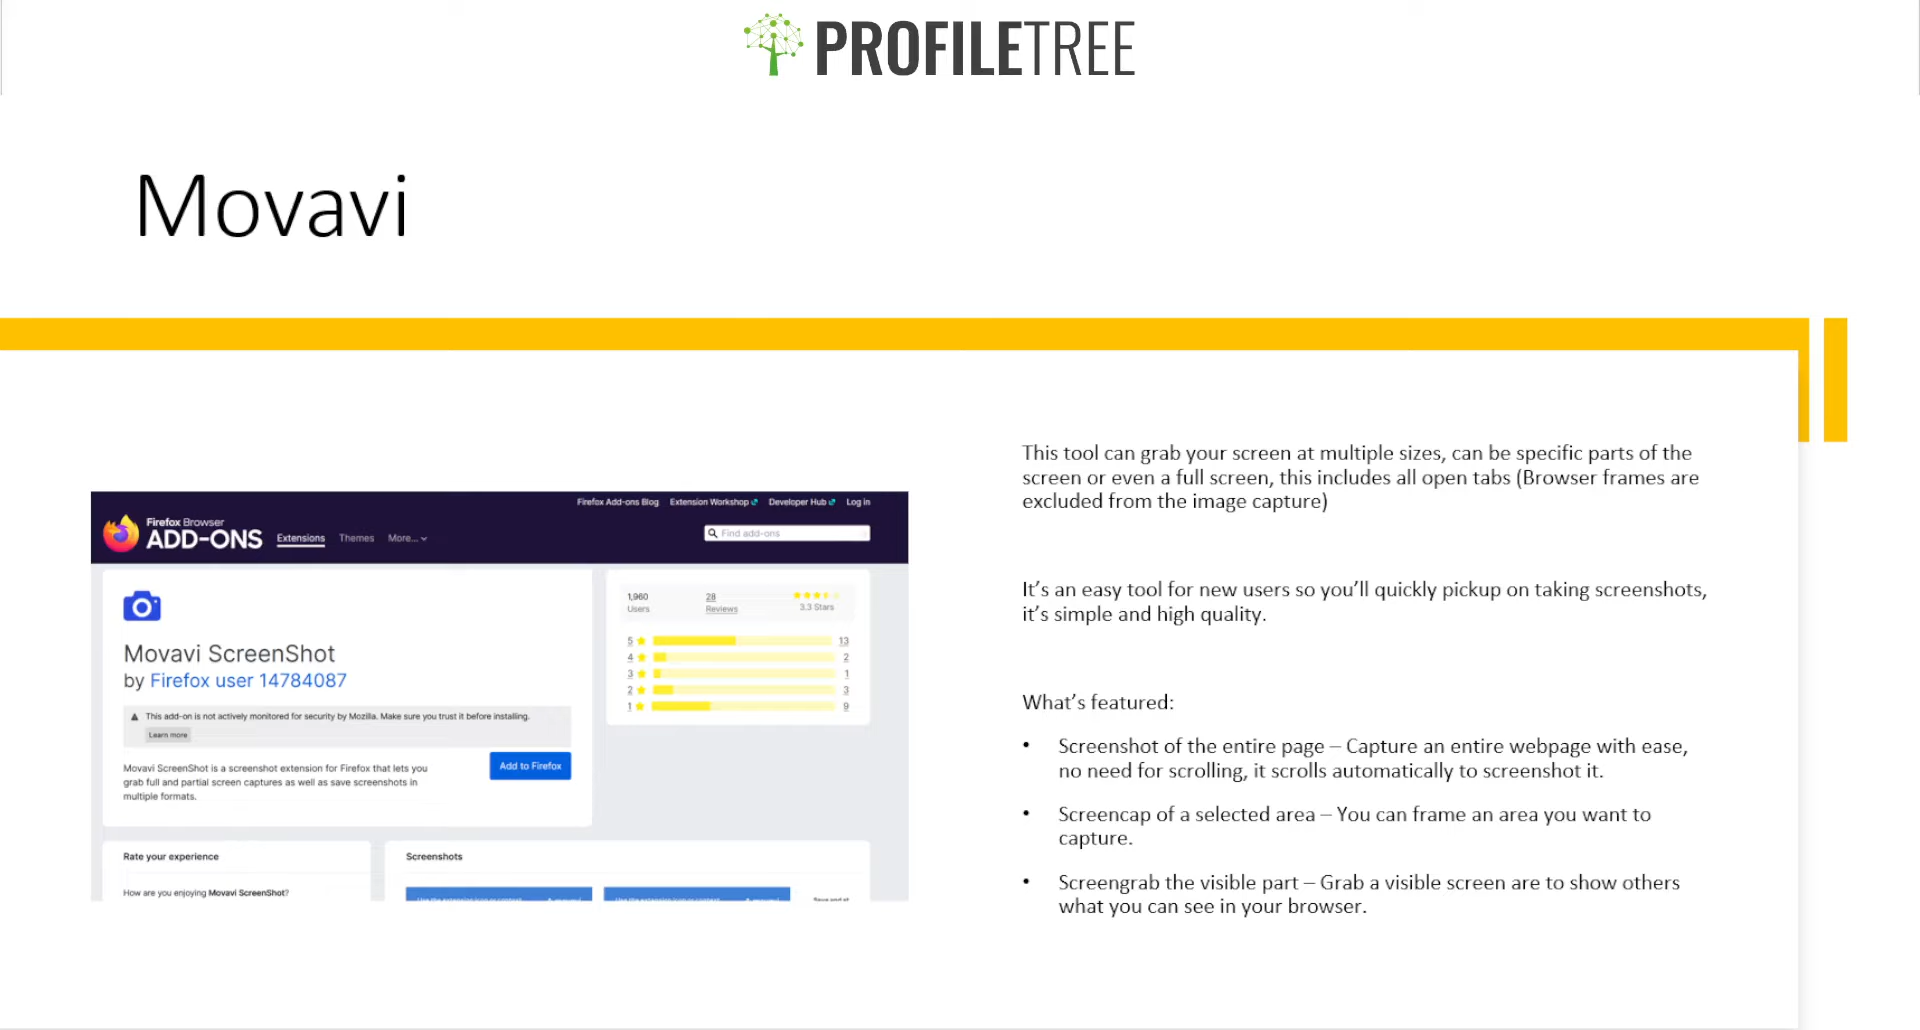 PROFILETREE
Movavi
Firefox Add-ons Blog Extension Workshop Developer Hub Log in
Firefox Browser
ADD-ONS Extensions Themes More...
Find add-ons
Movavi ScreenShot
by Firefox user 14784087
This add-on is not actively monitored for security by Mozilla. Make sure you trust it before installing.
Learn more
Movavi ScreenShot is a screenshot extension for Firefox that lets you
grab full and partial screen captures as well as save screenshots in
multiple formats.
Add to Firefox
1,960 28
Users Reviews 3.3 Stars
5 13
4 2
3 1
2 3
1 9
Rate your experience
How are you enjoying Movavi ScreenShot?
Screenshots
This tool can grab your screen at multiple sizes, can be specific parts of the
screen or even a full screen, this includes all open tabs (Browser frames are
excluded from the image capture)
It’s an easy tool for new users so you’ll quickly pickup on taking screenshots,
it’s simple and high quality.
What’s featured:
• Screenshot of the entire page – Capture an entire webpage with ease,
no need for scrolling, it scrolls automatically to screenshot it.
• Screencap of a selected area – You can frame an area you want to
capture.
• Screengrab the visible part – Grab a visible screen are to show others
what you can see in your browser.